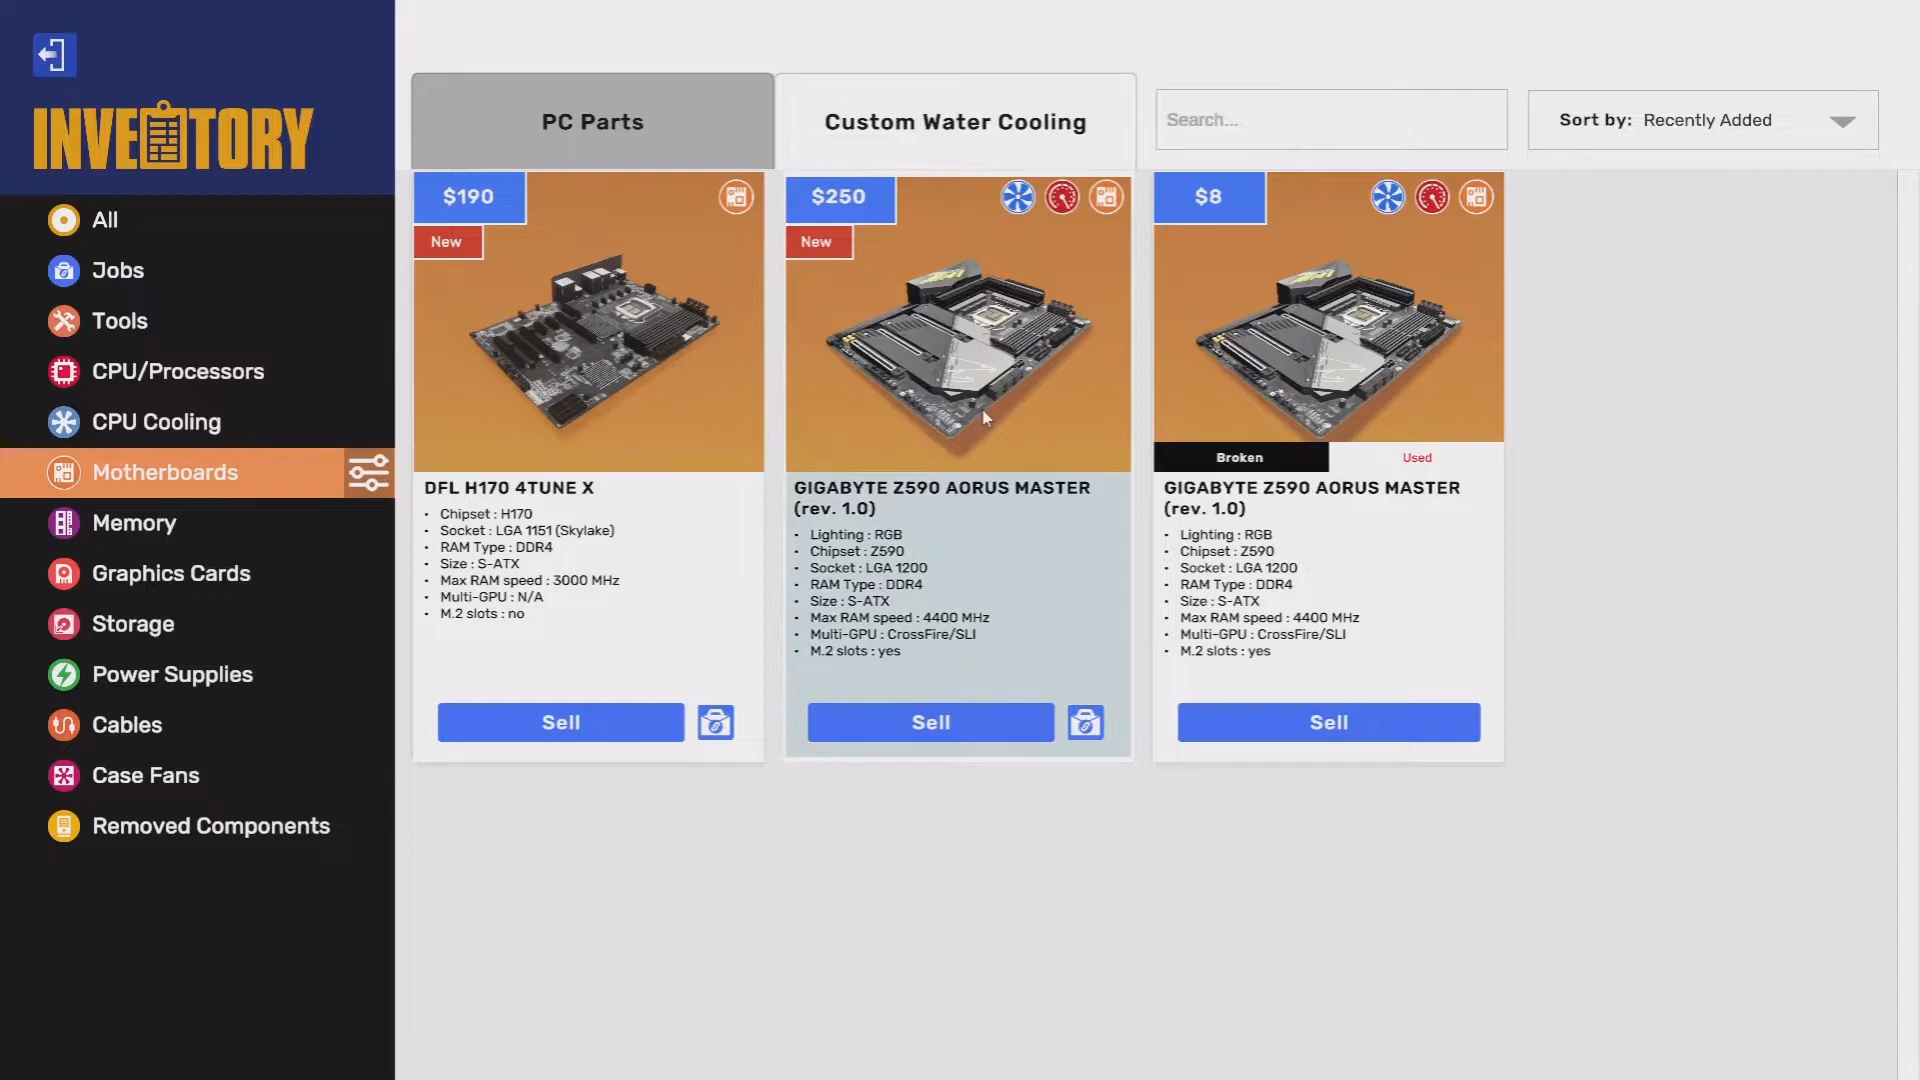 INVENTORY
All
Jobs
Tools
CPU/Processors
CPU Cooling
Motherboards
Memory
Graphics Cards
Storage
Power Supplies
Cables
Case Fans
Removed Components
PC Parts
Custom Water Cooling
Search...
Sort by: Recently Added
$190
New
DFL H170 4TUNE X
• Chipset : H170
• Socket : LGA 1151 (Skylake)
• RAM Type : DDR4
• Size : S-ATX
• Max RAM speed : 3000 MHz
• Multi-GPU : N/A
• M.2 slots : no
Sell
$250
New
GIGABYTE Z590 AORUS MASTER
(rev. 1.0)
• Lighting : RGB
• Chipset : Z590
• Socket : LGA 1200
• RAM Type : DDR4
• Size : S-ATX
• Max RAM speed : 4400 MHz
• Multi-GPU : CrossFire/SLI
• M.2 slots : yes
Sell
$8
Broken
Used
GIGABYTE Z590 AORUS MASTER
(rev. 1.0)
• Lighting : RGB
• Chipset : Z590
• Socket : LGA 1200
• RAM Type : DDR4
• Size : S-ATX
• Max RAM speed : 4400 MHz
• Multi-GPU : CrossFire/SLI
• M.2 slots : yes
Sell